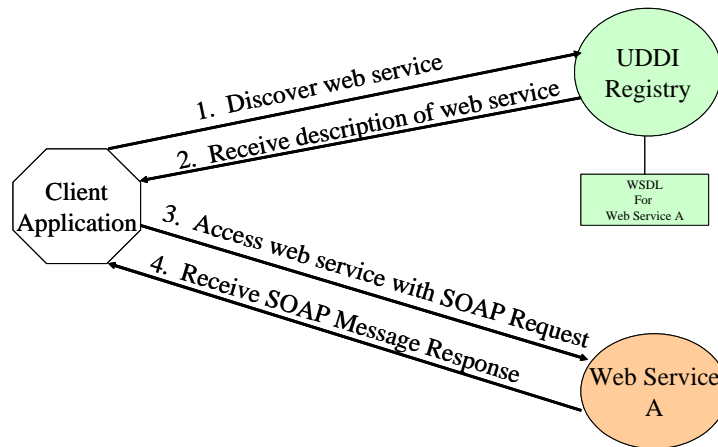 UDDI
Registry
1. Discover web service
2. Receive description of web service
WSDL
For
Web Service A
Client
Application
3. Access web service with SOAP Request
4. Receive SOAP Message Response
Web Service
A